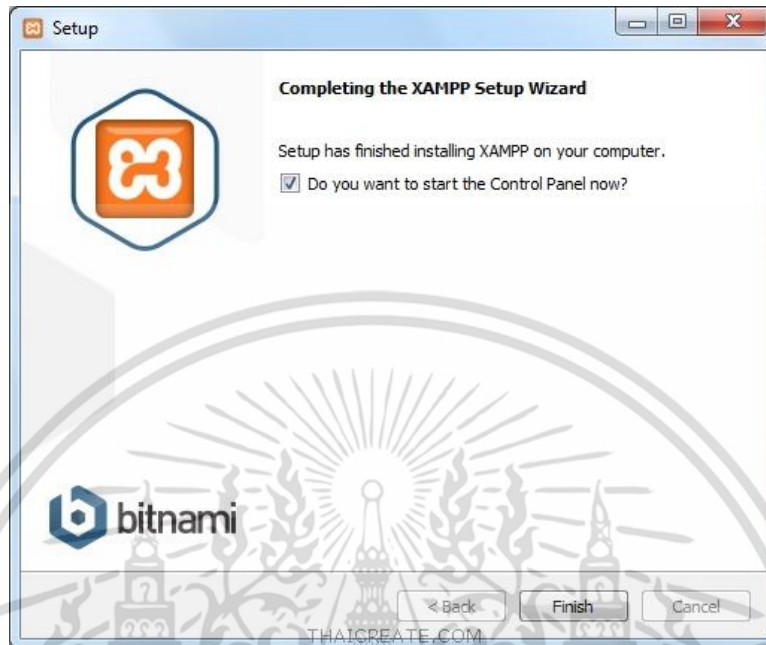 Setup
Completing the XAMPP Setup Wizard
Setup has finished installing XAMPP on your computer.
Do you want to start the Control Panel now?
bitnami
< Back
Finish
Cancel
THAICREATE.COM